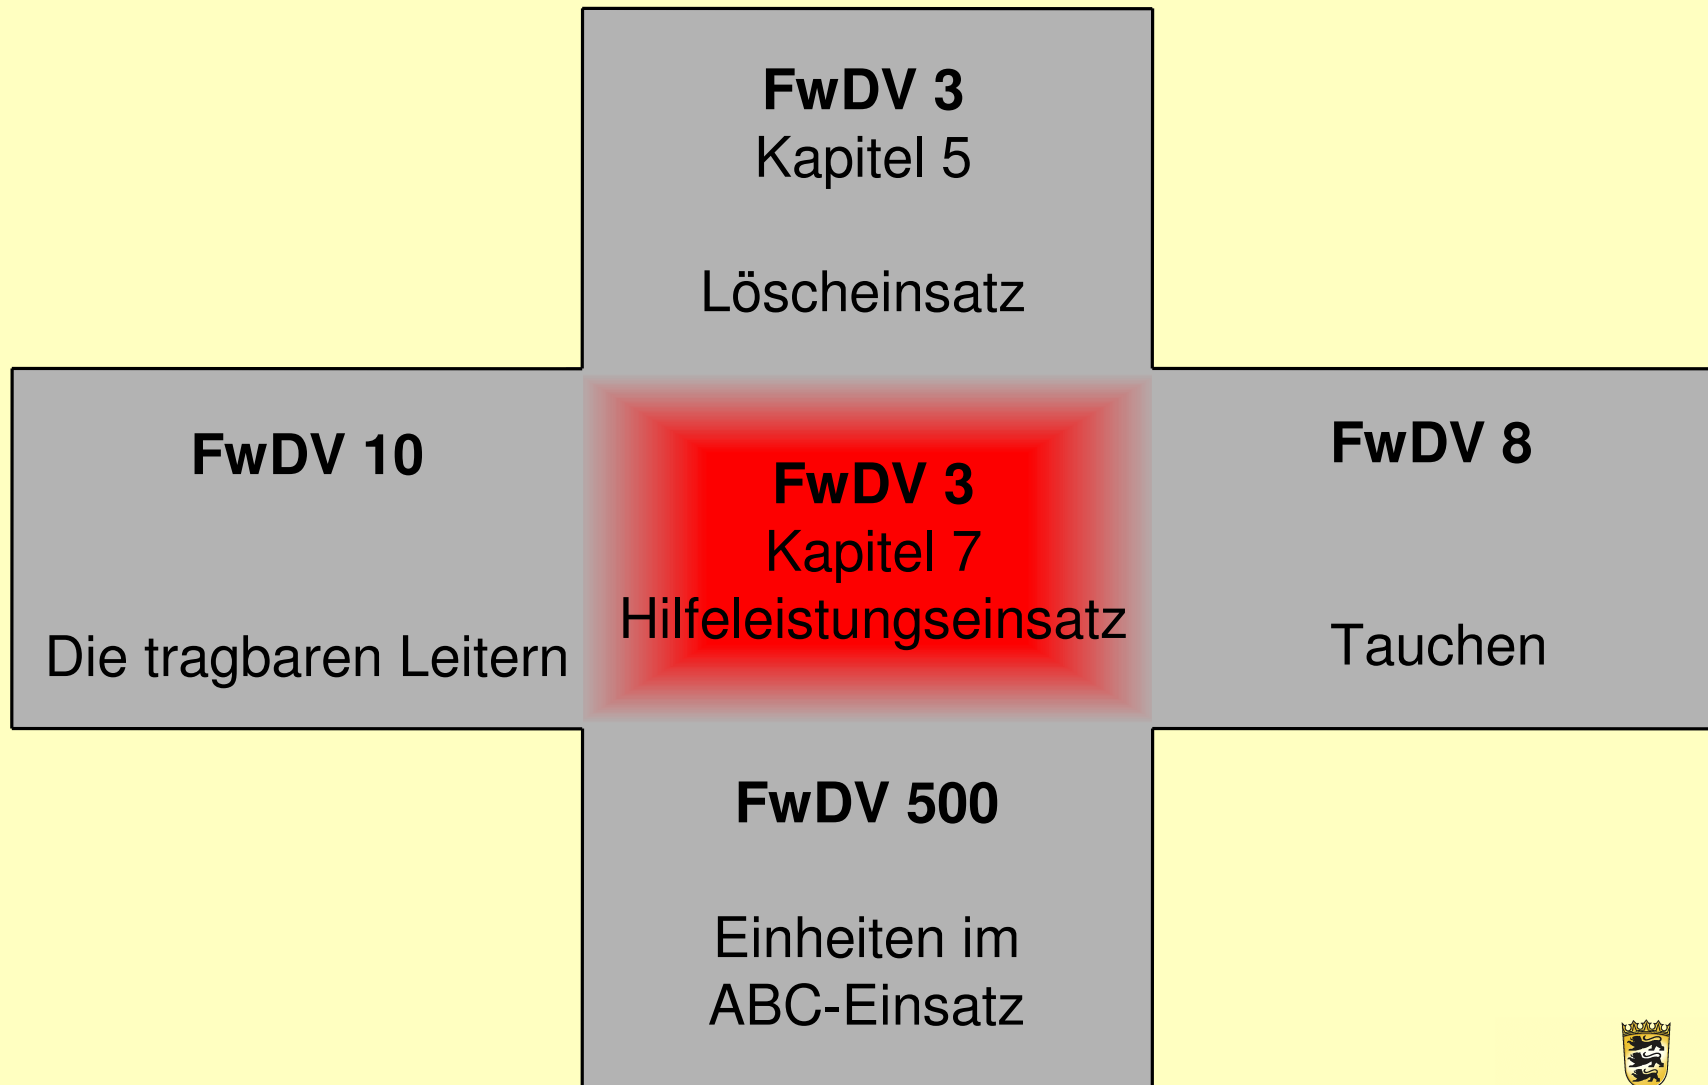 FwDV 3
Kapitel 5
Löscheinsatz
FwDV 10
Die tragbaren Leitern
FwDV 3
Kapitel 7
Hilfeleistungseinsatz
FwDV 8
Tauchen
FwDV 500
Einheiten im
ABC-Einsatz